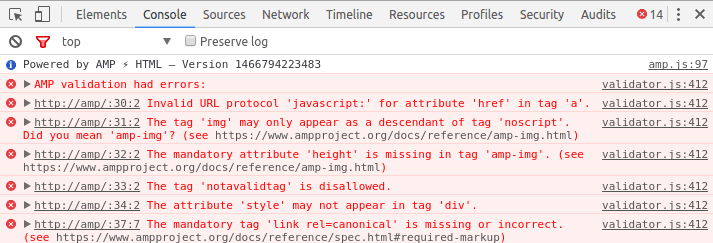 Elements Console Sources Network Timeline Resources Profiles Security Audits 14
top Preserve log
Powered by AMP ⚡ HTML – Version 1466794223483 amp.js:97
AMP validation had errors: validator.js:412
http://amp/:30:2 Invalid URL protocol 'javascript:' for attribute 'href' in tag 'a'. validator.js:412
http://amp/:31:2 The tag 'img' may only appear as a descendant of tag 'noscript'. validator.js:412
Did you mean 'amp-img'? (see https://www.ampproject.org/docs/reference/amp-img.html)
http://amp/:32:2 The mandatory attribute 'height' is missing in tag 'amp-img'. (see validator.js:412
https://www.ampproject.org/docs/reference/amp-img.html)
http://amp/:33:2 The tag 'notavalidtag' is disallowed. validator.js:412
http://amp/:34:2 The attribute 'style' may not appear in tag 'div'. validator.js:412
http://amp/:37:7 The mandatory tag 'link rel=canonical' is missing or incorrect. validator.js:412
(see https://www.ampproject.org/docs/reference/spec.html#required-markup)